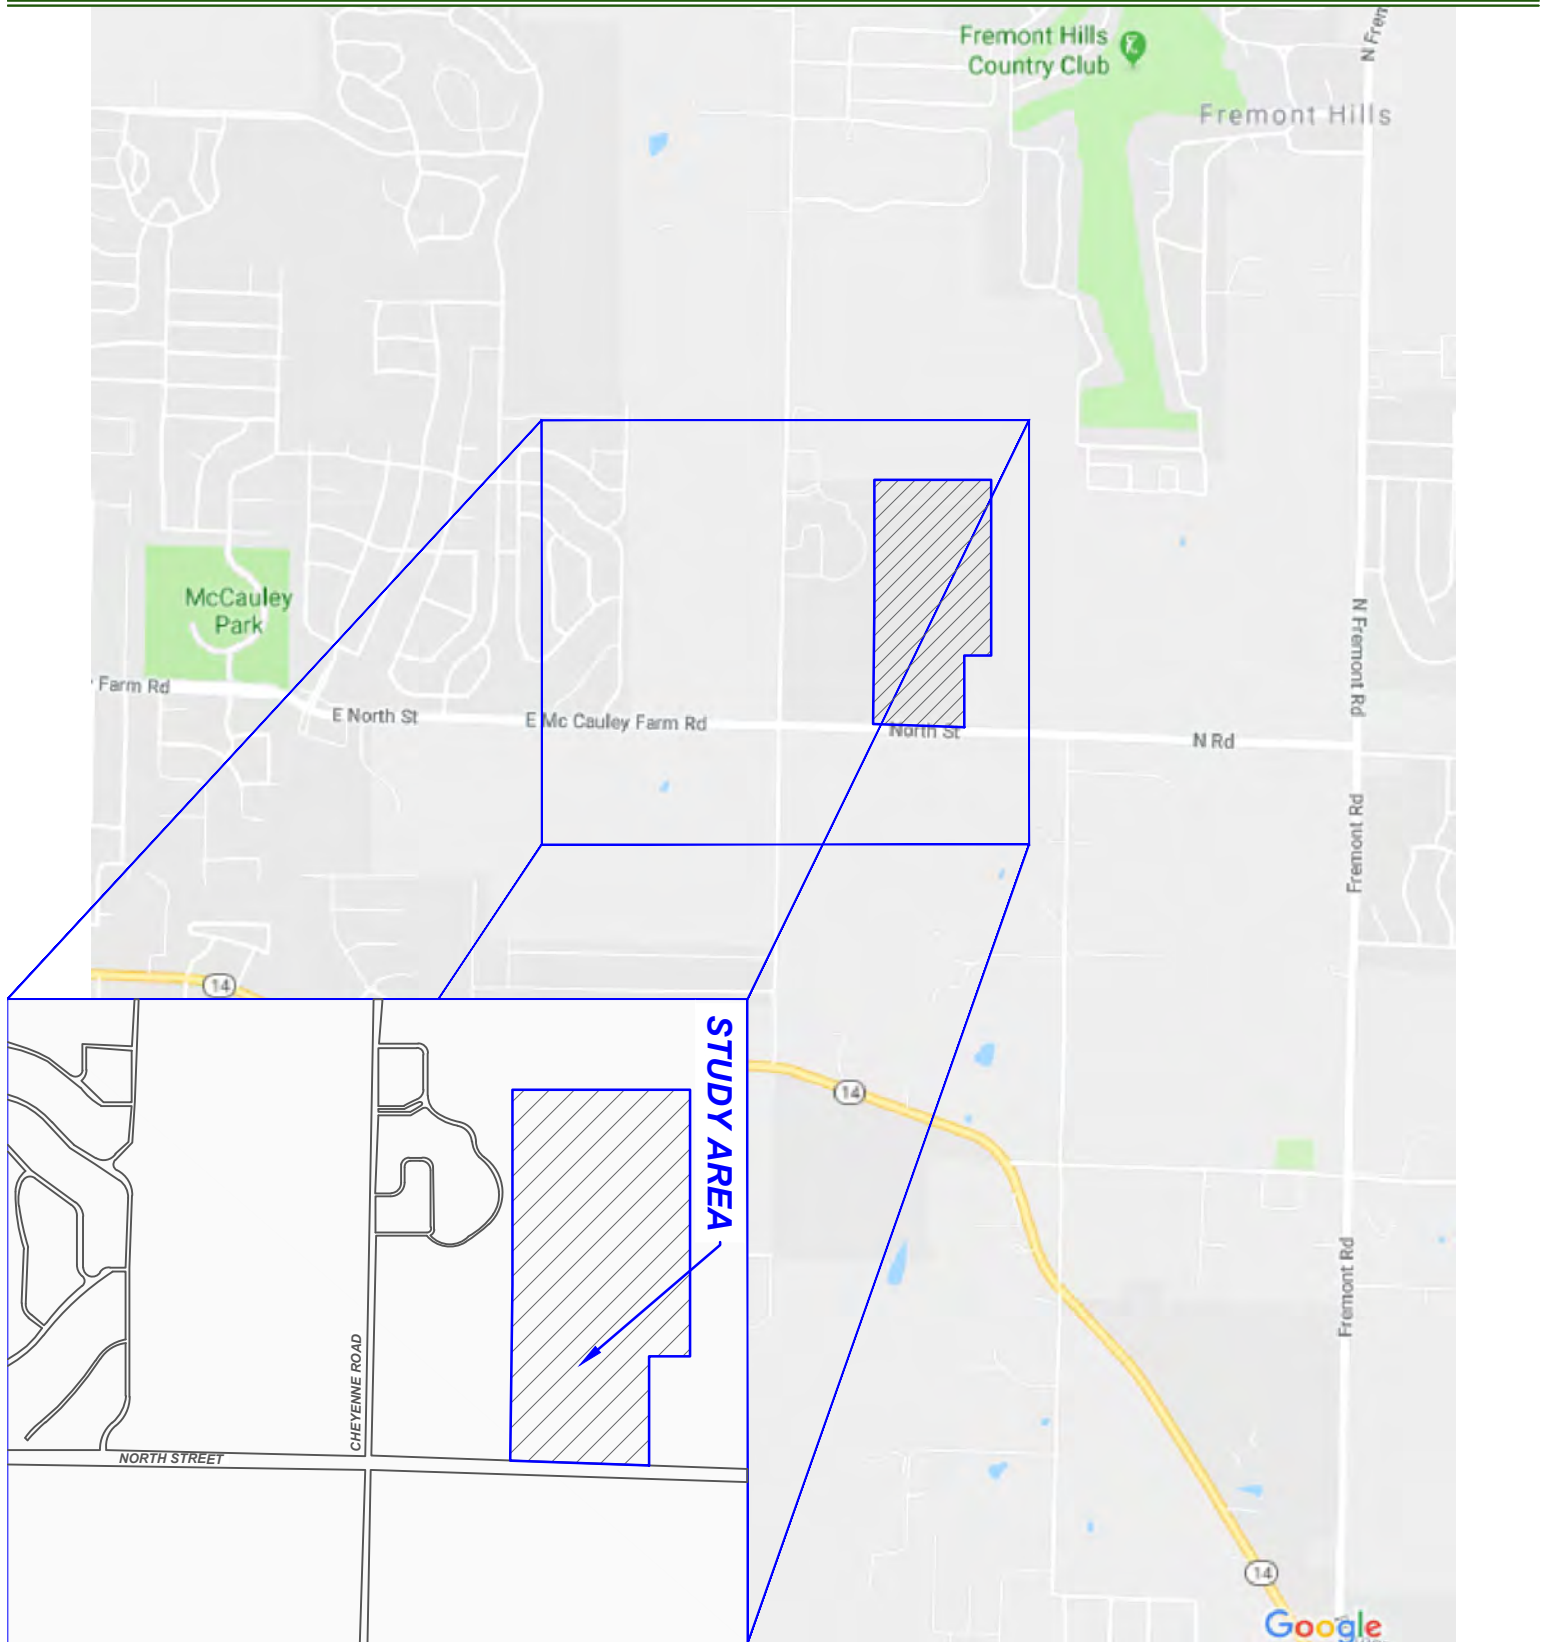 Fremont Hills
Country Club
N Fren
Fremont Hills
McCauley
Park
Farm Rd
E North St
E Mc Cauley Farm Rd
North St
N Rd
N Fremont Rd
Fremont Rd
14
STUDY AREA
14
Fremont Rd
CHEYENNE ROAD
NORTH STREET
14
Google